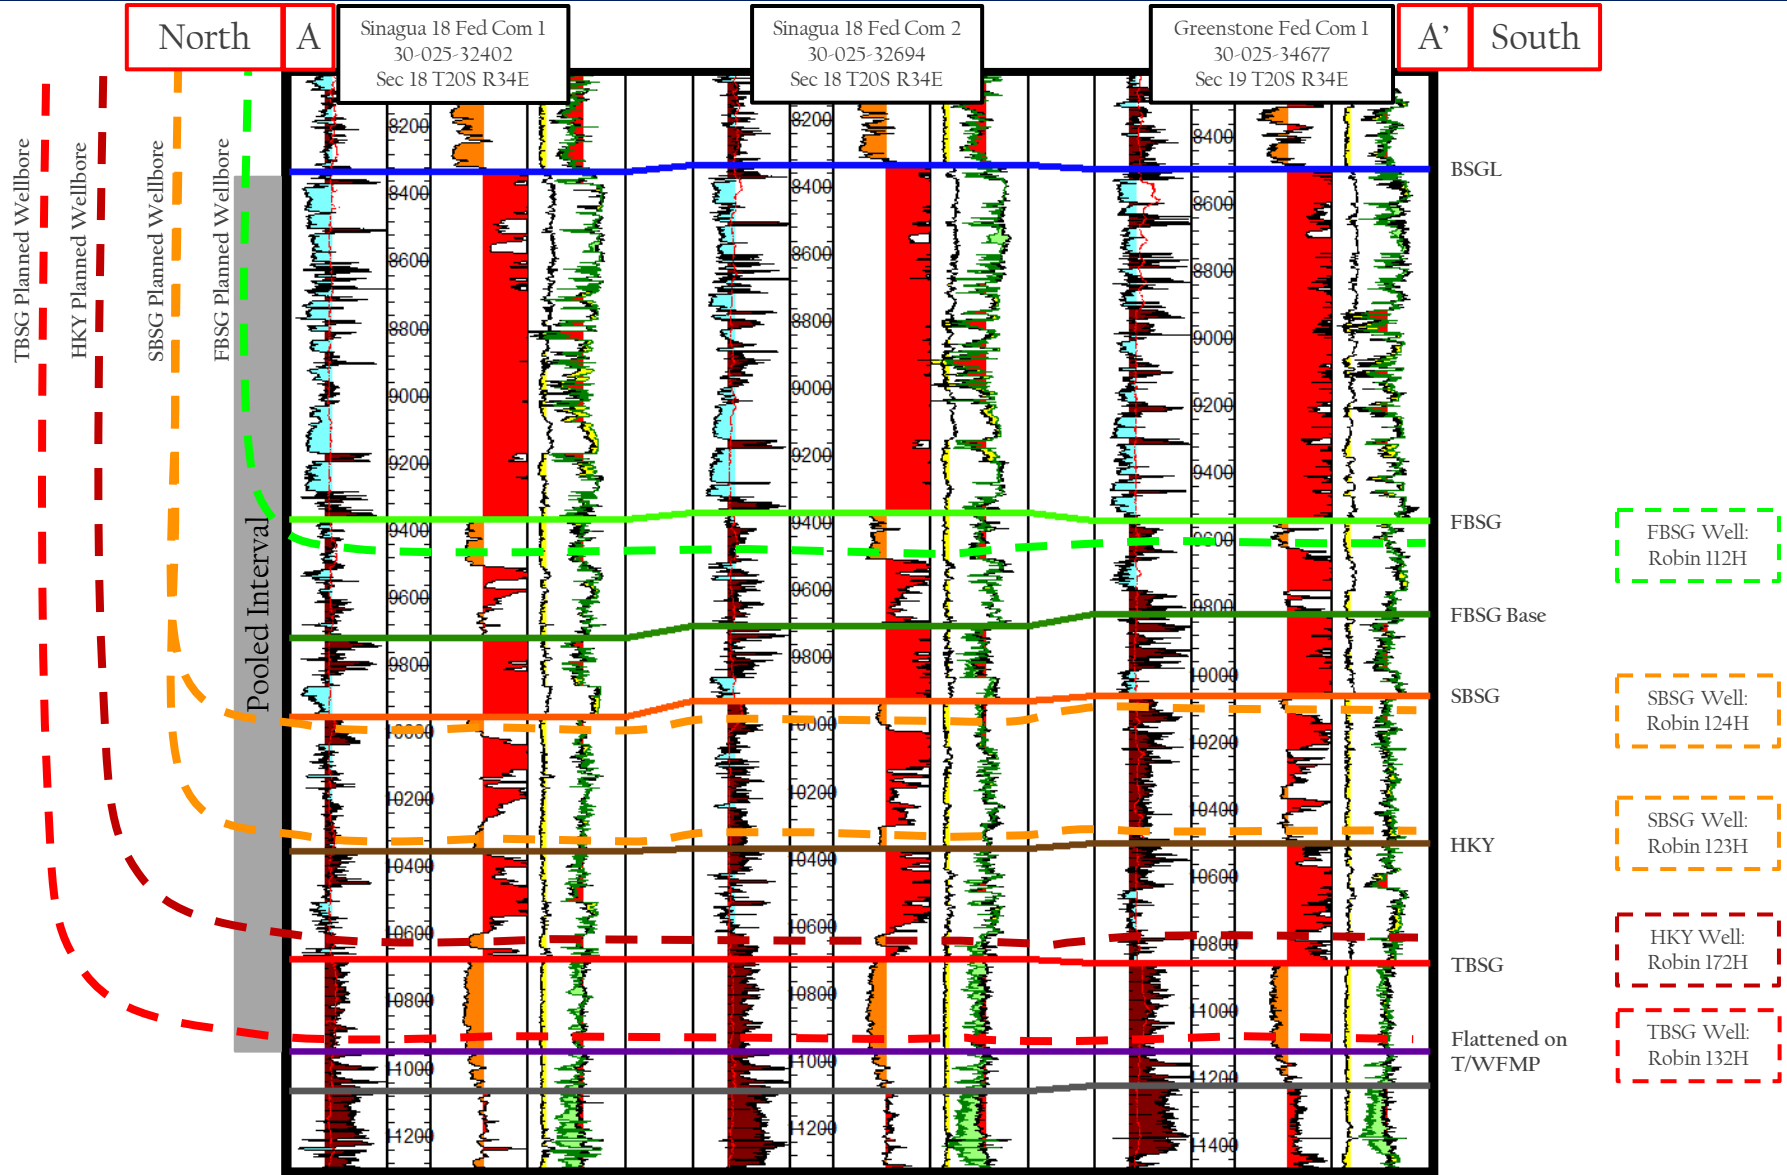 North
A
Sinagua 18 Fed Com 1
30-025-32402
Sec 18 T20S R34E
Sinagua 18 Fed Com 2
30-025-32694
Sec 18 T20S R34E
Greenstone Fed Com 1
30-025-34677
Sec 19 T20S R34E
A'
South
TBSG Planned Wellbore
HKY Planned Wellbore
SBSG Planned Wellbore
FBSG Planned Wellbore
Pooled Interval
8200
8400
8600
8800
9000
9200
9400
9600
9800
10000
10200
10400
10600
10800
11000
11200
8200
8400
8600
8800
9000
9200
9400
9600
9800
10000
10200
10400
10600
10800
11000
11200
8400
8600
8800
9000
9200
9400
9600
9800
10000
10200
10400
10600
10800
11000
11200
11400
BSGL
FBSG
FBSG Base
SBSG
HKY
TBSG
Flattened on
T/WFMP
FBSG Well:
Robin 112H
SBSG Well:
Robin 124H
SBSG Well:
Robin 123H
HKY Well:
Robin 172H
TBSG Well:
Robin 132H